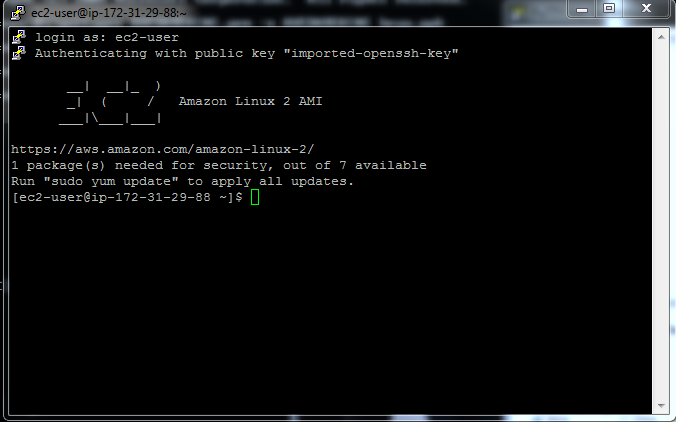 ec2-user@ip-172-31-29-88:~
login as: ec2-user
Authenticating with public key "imported-openssh-key"
       __|  __|_  )
       _|  (     /   Amazon Linux 2 AMI
      ___|\___|___|
https://aws.amazon.com/amazon-linux-2/
1 package(s) needed for security, out of 7 available
Run "sudo yum update" to apply all updates.
[ec2-user@ip-172-31-29-88 ~]$